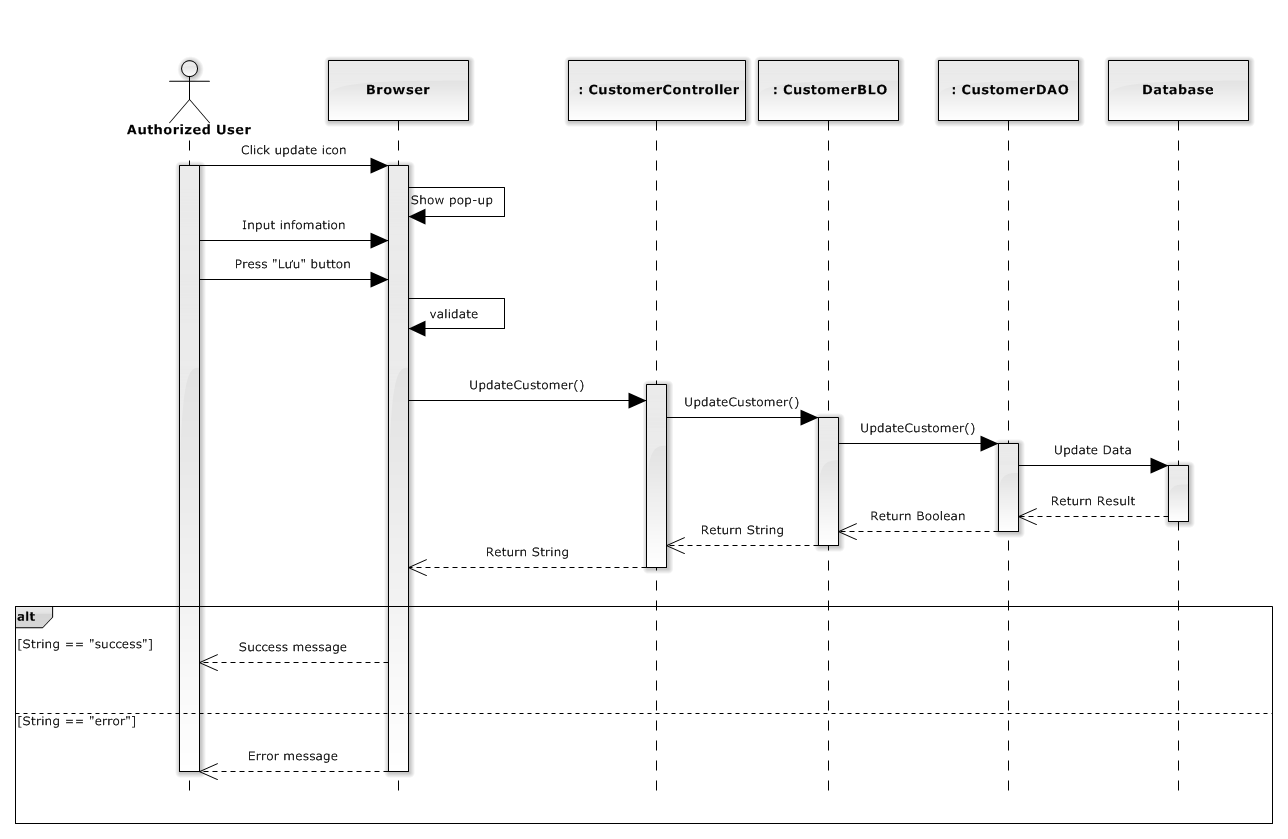 Browser
: CustomerController
: CustomerBLO
: CustomerDAO
Database
Authorized User
Click update icon
Show pop-up
Input infomation
Press "Lưu" button
validate
UpdateCustomer()
UpdateCustomer()
UpdateCustomer()
Update Data
Return Result
Return Boolean
Return String
Return String
alt
[String == "success"]
Success message
[String == "error"]
Error message